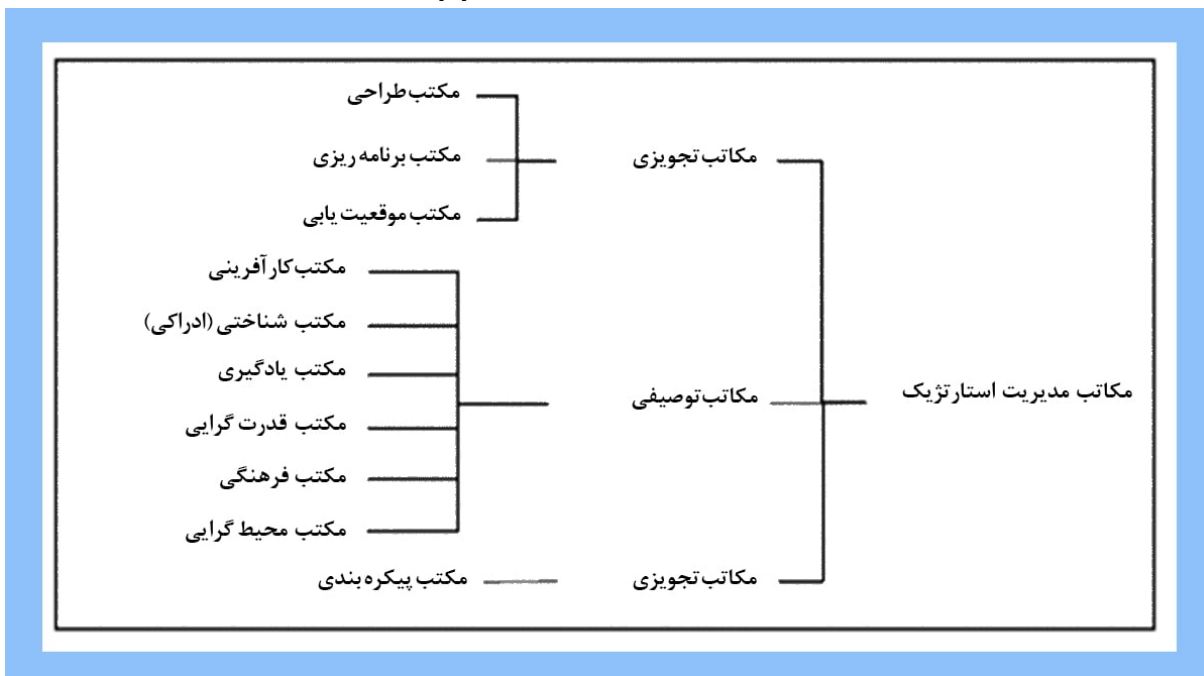 مکتب طراحی
مکتب برنامه ریزی
مکاتب تجویزی
مکتب موقعیت یابی
مکتب کارآفرینی
مکتب شناختی (ادراکی)
مکتب یادگیری
مکاتب مدیریت استارتژیک
مکاتب توصیفی
مکتب قدرت گرایی
مکتب فرهنگی
مکتب محیط گرایی
مکاتب تجویزی
مکتب پیکره بندی